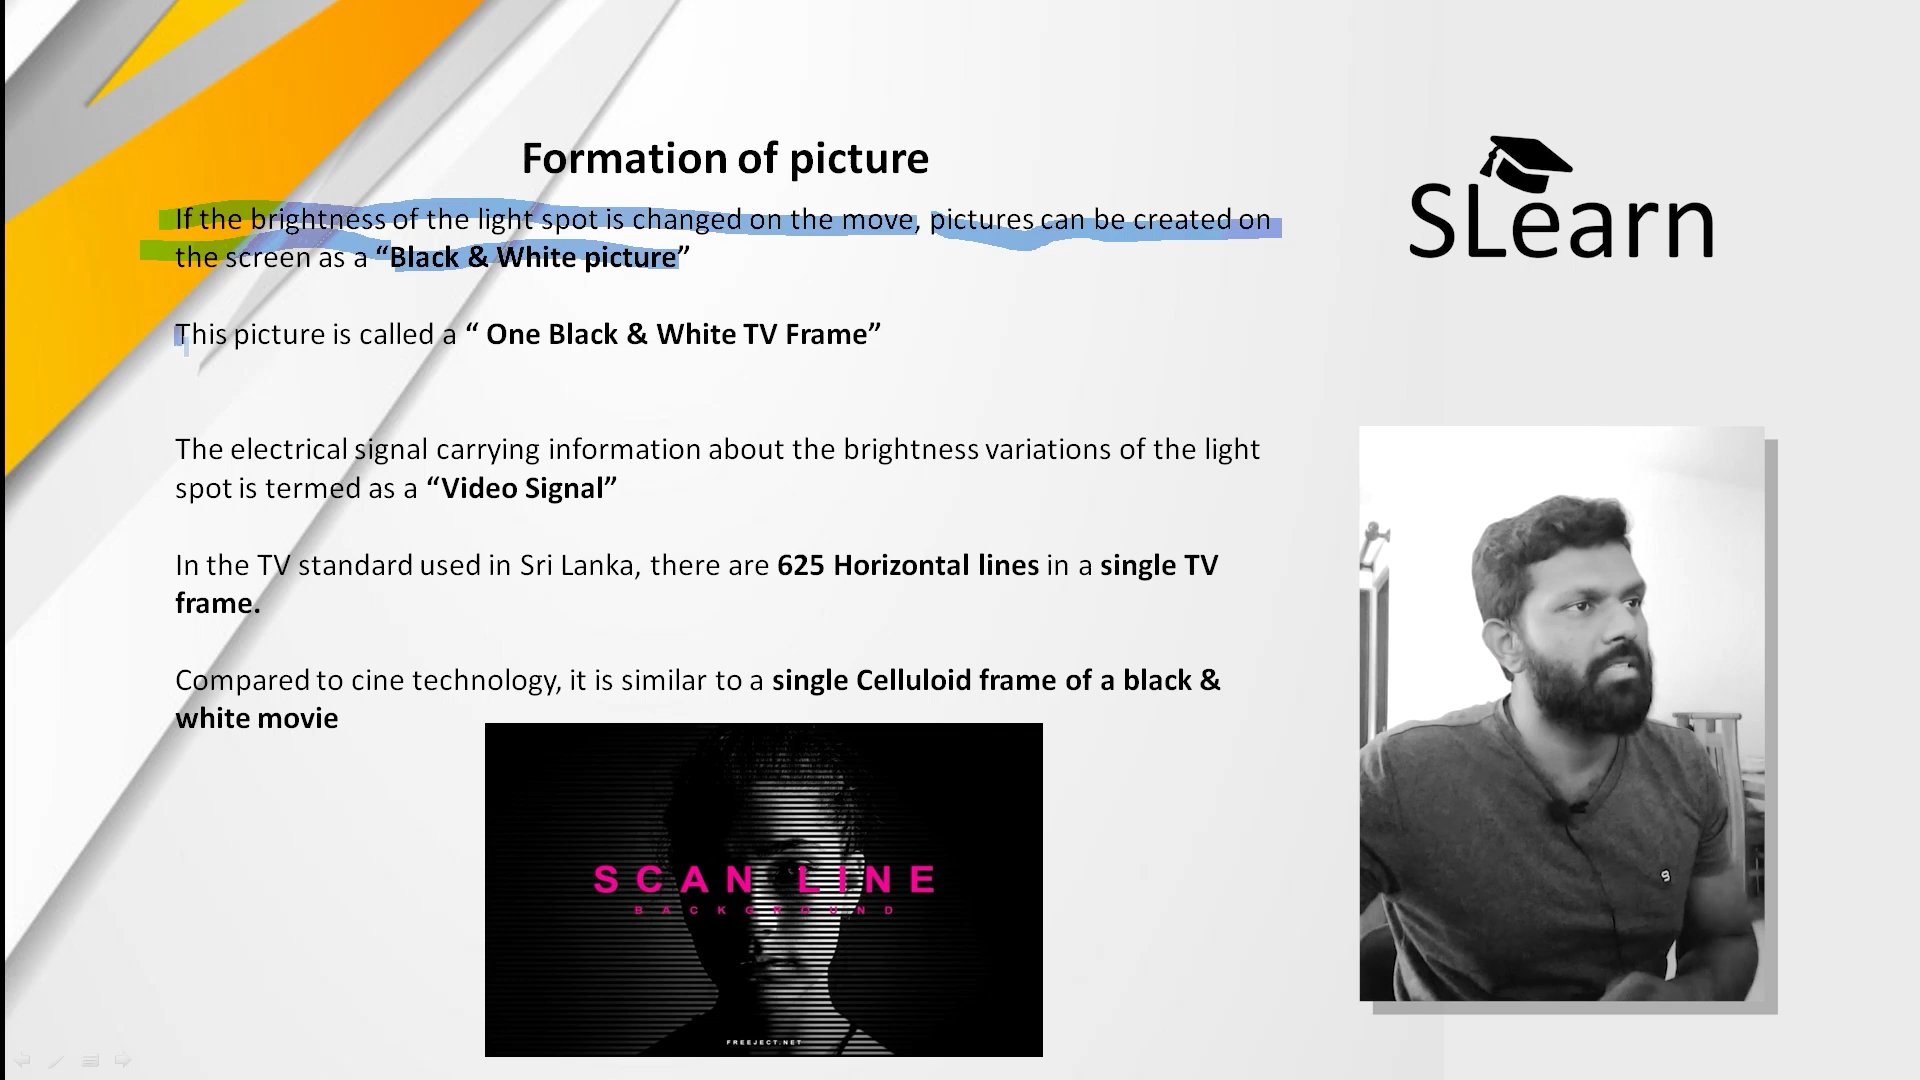 Formation of picture
If the brightness of the light spot is changed on the move, pictures can be created on
the screen as a “Black & White picture”
This picture is called a “ One Black & White TV Frame”
The electrical signal carrying information about the brightness variations of the light
spot is termed as a “Video Signal”
In the TV standard used in Sri Lanka, there are 625 Horizontal lines in a single TV
frame.
Compared to cine technology, it is similar to a single Celluloid frame of a black &
white movie
SCAN LINE
BACKGROUND
FREEJECT.NET
SLearn
S